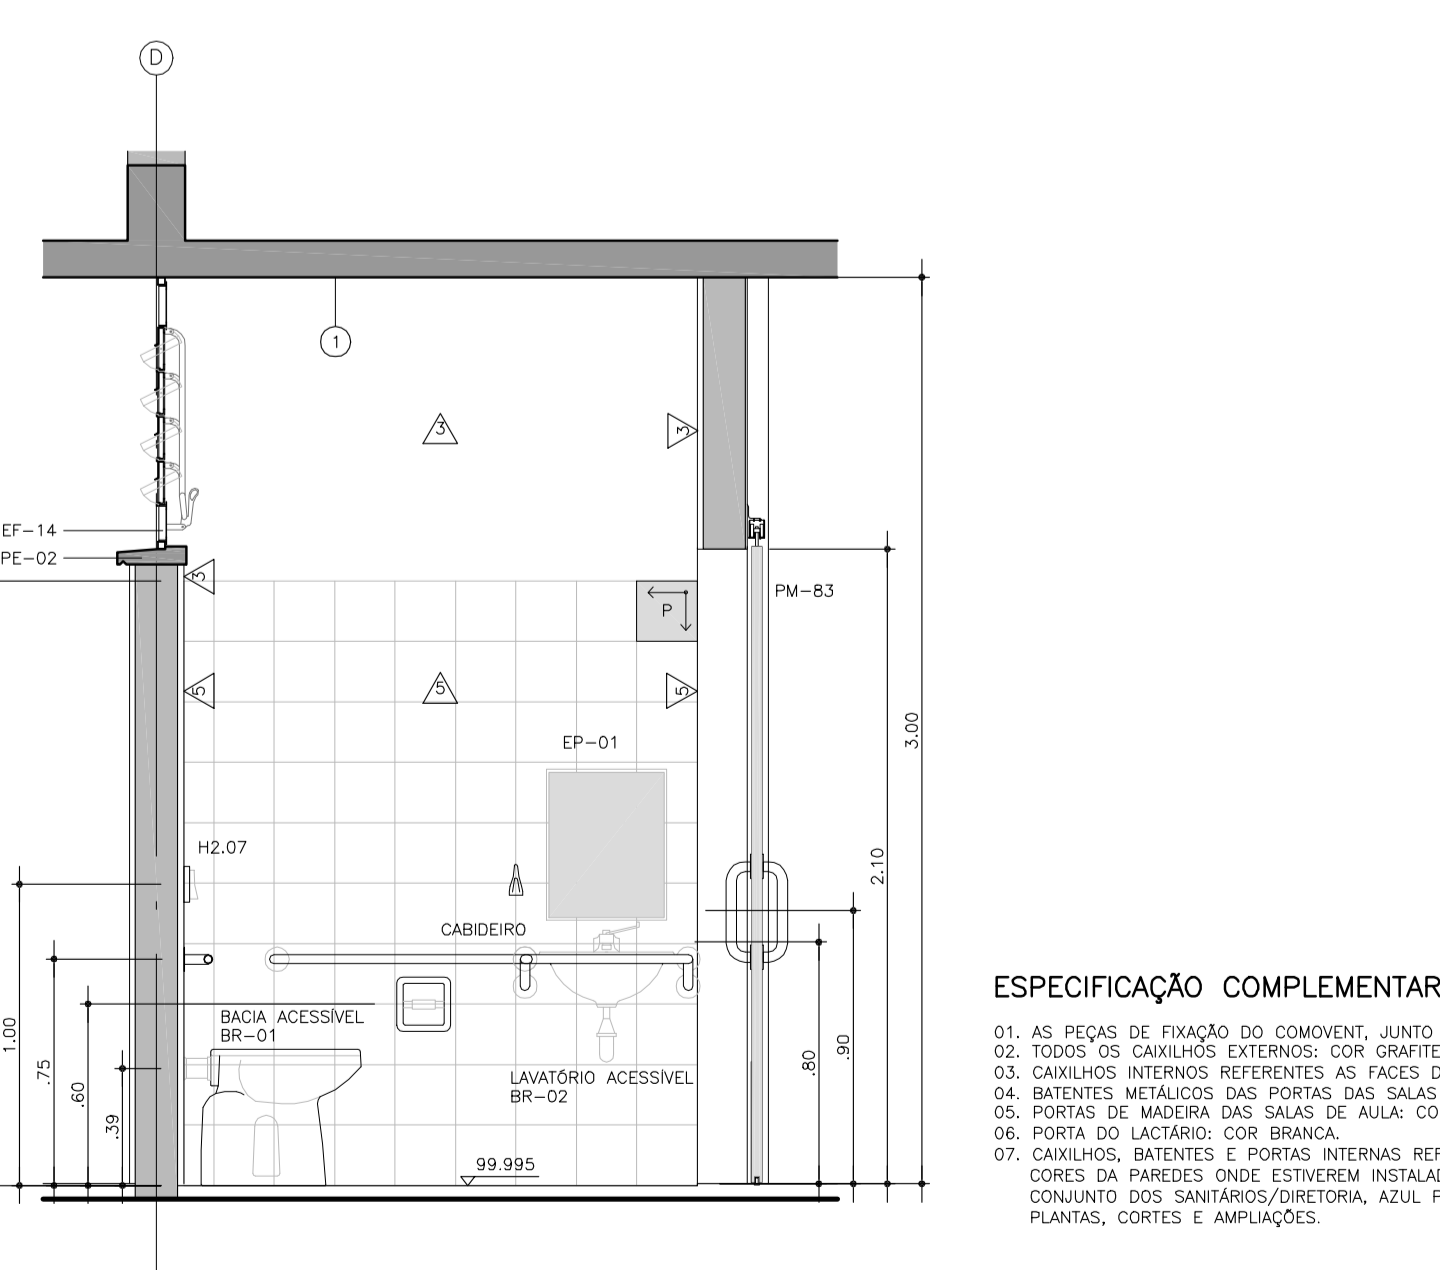 D
1
3
3
EF-14
PE-02
3
P
PM-83
5
5
5
3.00
EP-01
2.10
H2.07
CABIDEIRO
BACIA ACESSÍVEL
BR-01
LAVATÓRIO ACESSÍVEL
BR-02
1.00
.75
.60
.39
.80
.90
99.995
ESPECIFICAÇÃO COMPLEMENTAR
01. AS PEÇAS DE FIXAÇÃO DO COMOVENT, JUNTO
02. TODOS OS CAIXILHOS EXTERNOS: COR GRAFITE
03. CAIXILHOS INTERNOS REFERENTES AS FACES D
04. BATENTES METÁLICOS DAS PORTAS DAS SALAS
05. PORTAS DE MADEIRA DAS SALAS DE AULA: CO
06. PORTA DO LACTÁRIO: COR BRANCA.
07. CAIXILHOS, BATENTES E PORTAS INTERNAS REF
CORES DA PAREDES ONDE ESTIVEREM INSTALAD
CONJUNTO DOS SANITÁRIOS/DIRETORIA, AZUL P
PLANTAS, CORTES E AMPLIAÇÕES.